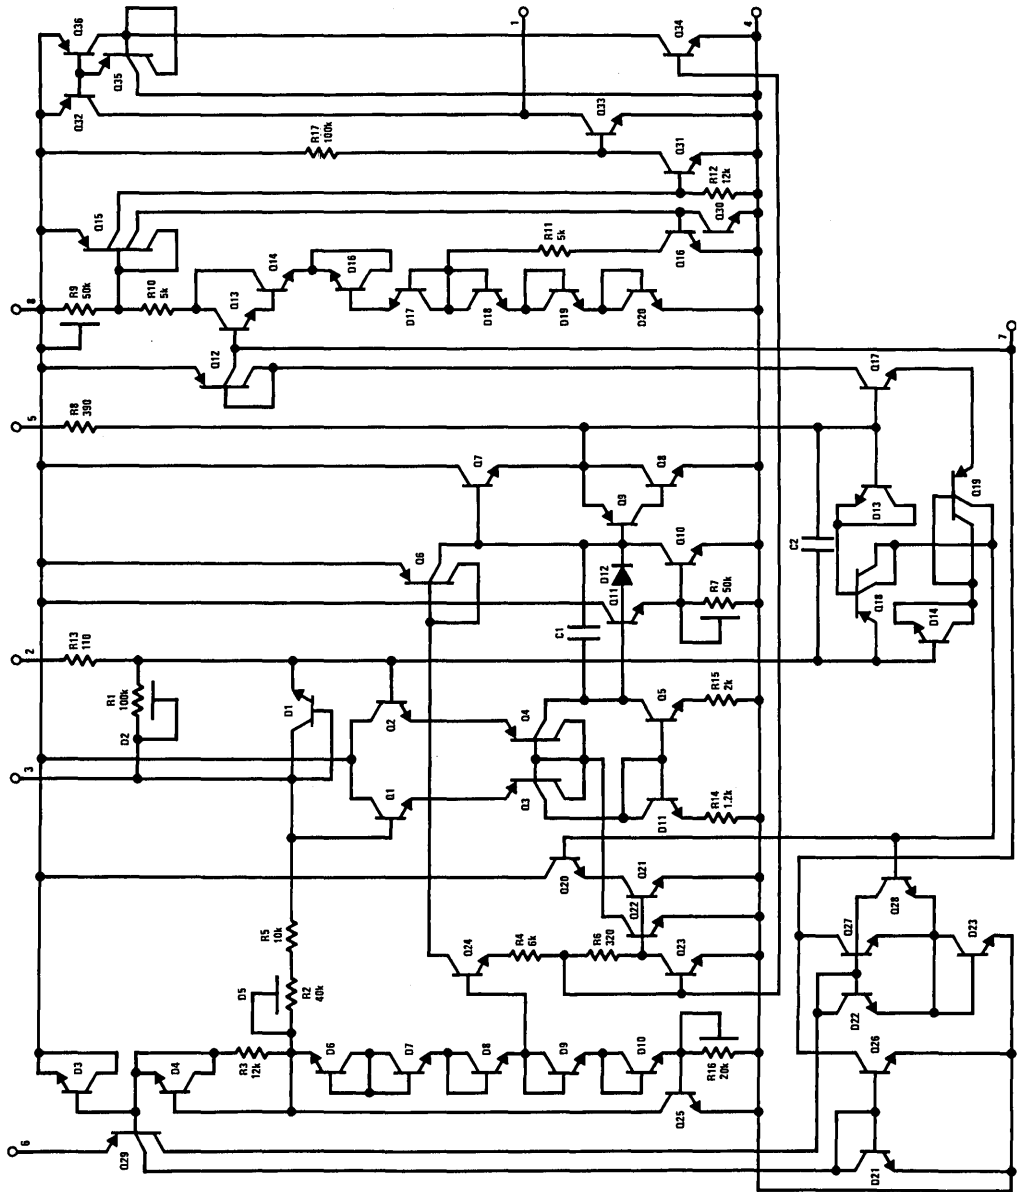 6
3
2
5
8
1
4
7
Q29
D3
D4
R3
12k
D5
R2
40k
R5
10k
D6
D7
D8
D9
D10
Q25
R16
20k
Q24
R4
6k
R6
320
Q23
Q22
Q21
Q20
D2
R1
100k
R13
110
D1
Q1
Q2
Q3
Q4
D11
Q5
R14
1.2k
R15
2k
C1
D12
Q11
Q6
Q7
Q8
Q9
Q10
R7
50k
R8
390
Q12
Q13
Q14
R9
50k
R10
5k
Q15
D16
D17
D18
D19
D20
R11
5k
Q16
Q30
R12
12k
Q31
R17
100k
Q33
Q32
Q35
Q36
Q34
C2
D13
Q17
Q18
Q19
D14
D21
Q26
D22
Q27
Q28
D23